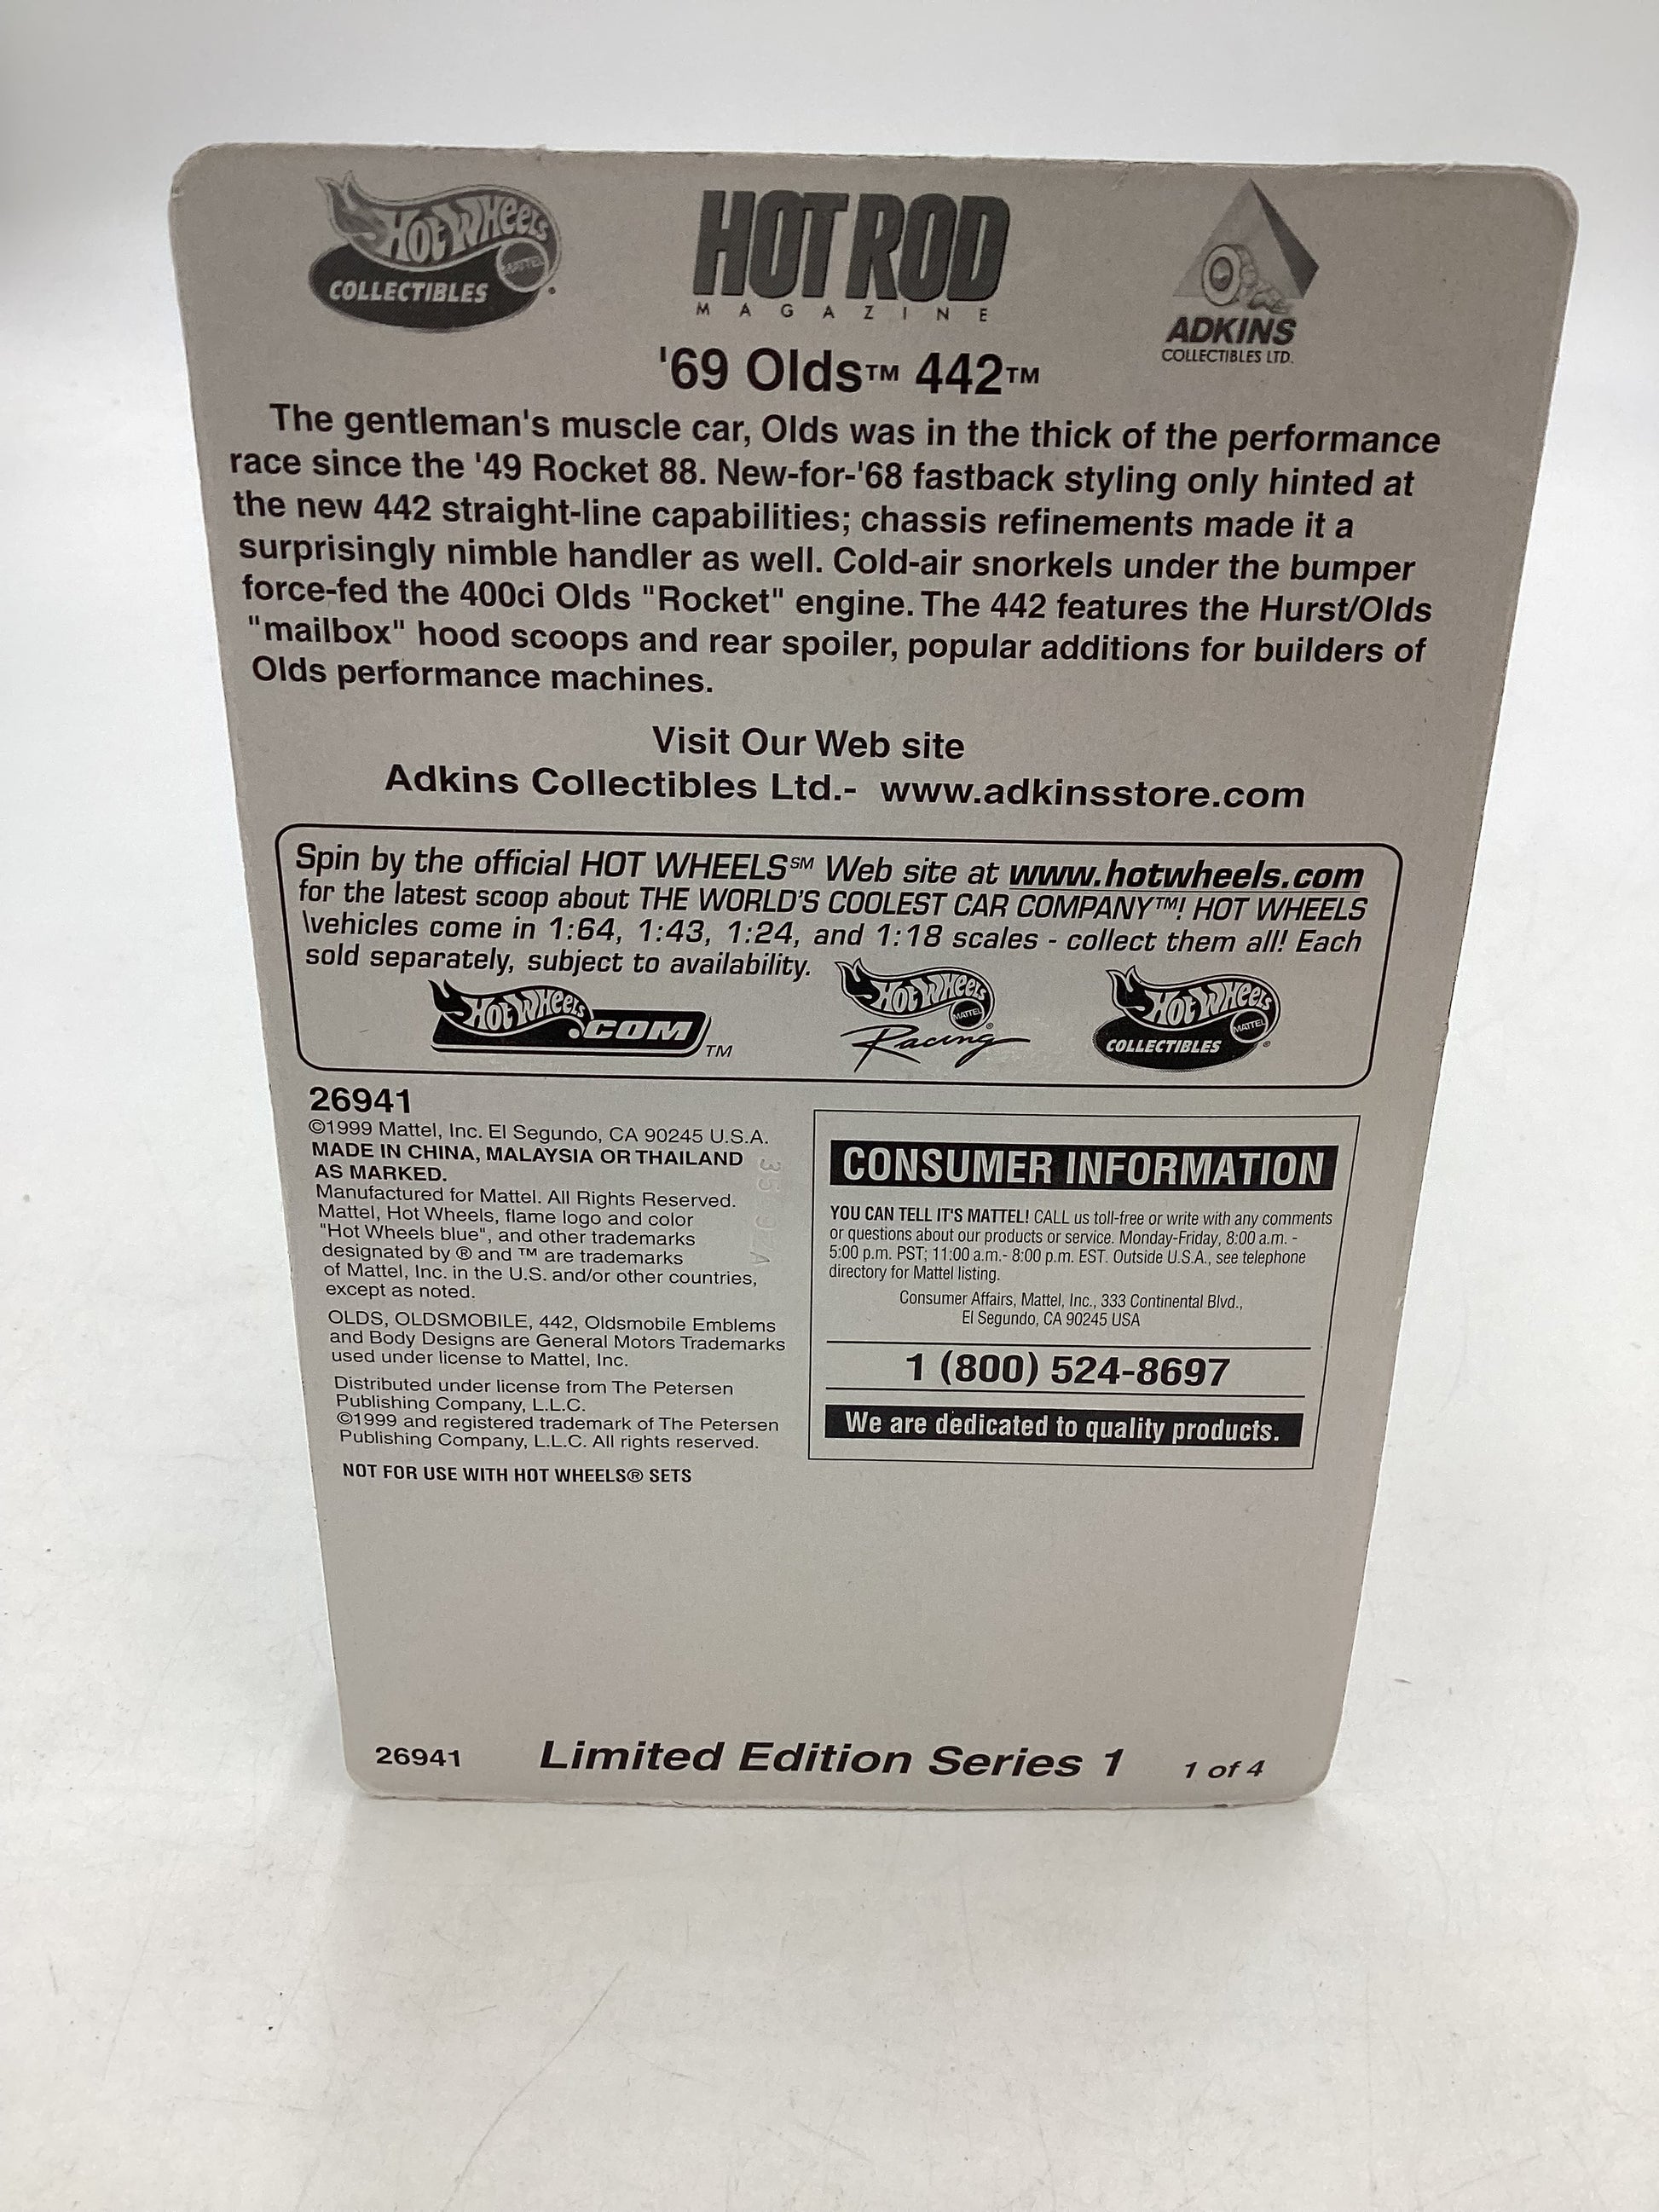 Hot Wheels
MATTEL
COLLECTIBLES
HOT ROD
MAGAZINE
ADKINS
COLLECTIBLES LTD.
'69 Olds™ 442™
The gentleman's muscle car, Olds was in the thick of the performance
race since the '49 Rocket 88. New-for-'68 fastback styling only hinted at
the new 442 straight-line capabilities; chassis refinements made it a
surprisingly nimble handler as well. Cold-air snorkels under the bumper
force-fed the 400ci Olds "Rocket" engine. The 442 features the Hurst/Olds
"mailbox" hood scoops and rear spoiler, popular additions for builders of
Olds performance machines.
Visit Our Web site
Adkins Collectibles Ltd.- www.adkinsstore.com
Spin by the official HOT WHEELS℠ Web site at www.hotwheels.com
for the latest scoop about THE WORLD'S COOLEST CAR COMPANY™! HOT WHEELS
\vehicles come in 1:64, 1:43, 1:24, and 1:18 scales - collect them all! Each
sold separately, subject to availability.
Hot Wheels
.COM ™
Hot Wheels
MATTEL
®
Racing
Hot Wheels
MATTEL
COLLECTIBLES ®
26941
©1999 Mattel, Inc. El Segundo, CA 90245 U.S.A.
MADE IN CHINA, MALAYSIA OR THAILAND
AS MARKED.
Manufactured for Mattel. All Rights Reserved.
Mattel, Hot Wheels, flame logo and color
"Hot Wheels blue", and other trademarks
designated by ® and ™ are trademarks
of Mattel, Inc. in the U.S. and/or other countries,
except as noted.
OLDS, OLDSMOBILE, 442, Oldsmobile Emblems
and Body Designs are General Motors Trademarks
used under license to Mattel, Inc.
Distributed under license from The Petersen
Publishing Company, L.L.C.
©1999 and registered trademark of The Petersen
Publishing Company, L.L.C. All rights reserved.
NOT FOR USE WITH HOT WHEELS® SETS
CONSUMER INFORMATION
YOU CAN TELL IT'S MATTEL! CALL us toll-free or write with any comments
or questions about our products or service. Monday-Friday, 8:00 a.m. -
5:00 p.m. PST; 11:00 a.m.- 8:00 p.m. EST. Outside U.S.A., see telephone
directory for Mattel listing.
Consumer Affairs, Mattel, Inc., 333 Continental Blvd.,
El Segundo, CA 90245 USA
1 (800) 524-8697
We are dedicated to quality products.
26941
Limited Edition Series 1
1 of 4